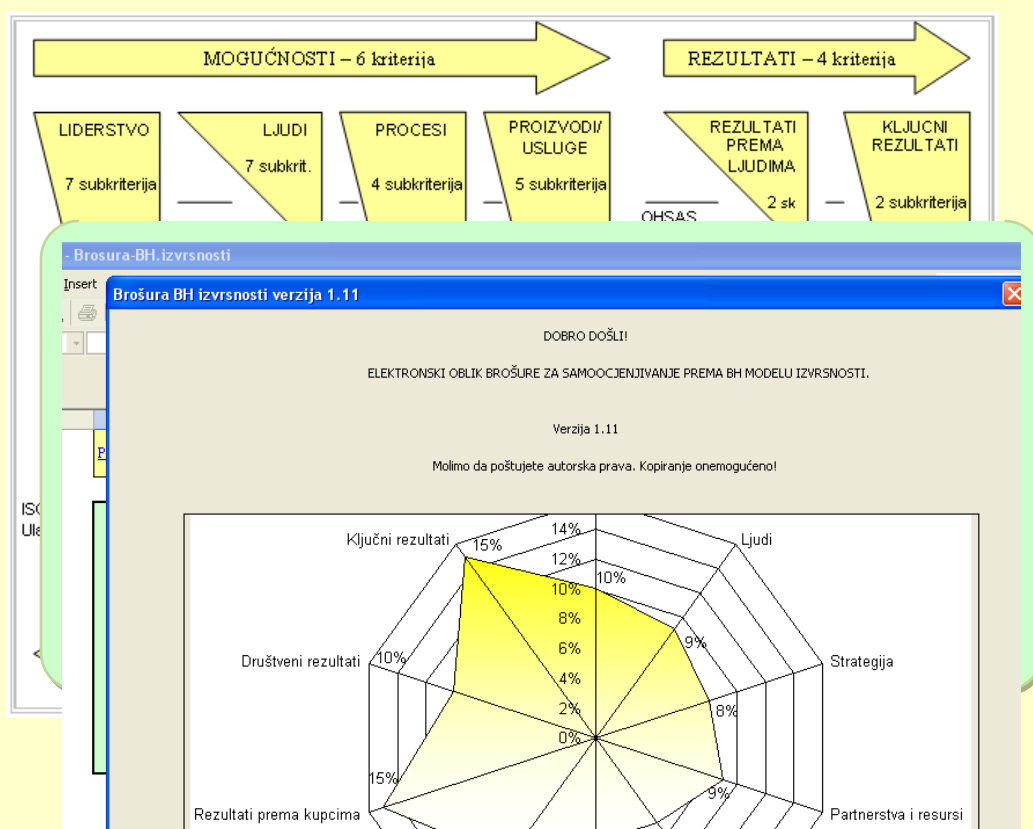 MOGUĆNOSTI – 6 kriterija
REZULTATI – 4 kriterija
LIDERSTVO
7 subkriterija
LJUDI
7 subkrit.
PROCESI
4 subkriterija
PROIZVODI/
USLUGE
5 subkriterija
REZULTATI
PREMA
LJUDIMA
2 sk
KLJUCNI
REZULTATI
2 subkriterija
OHSAS
- Brosura-BH.izvrsnosti
Insert
Brošura BH izvrsnosti verzija 1.11
DOBRO DOŠLI!
ELEKTRONSKI OBLIK BROŠURE ZA SAMOOCJENJIVANJE PREMA BH MODELU IZVRSNOSTI.
Verzija 1.11
Molimo da poštujete autorska prava. Kopiranje onemogućeno!
P
Ključni rezultati
15%
14%
12%
10%
10%
8%
6%
4%
2%
0%
Ljudi
9%
Strategija
8%
Društveni rezultati
10%
15%
9%
Rezultati prema kupcima
Partnerstva i resursi